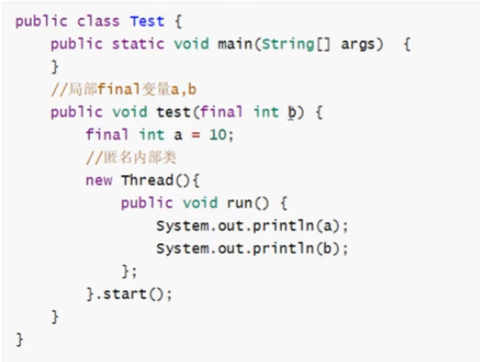 public class Test {
    public static void main(String[] args)  {
    }
    //局部final变量a,b
    public void test(final int b) {
        final int a = 10;
        //匿名内部类
        new Thread(){
            public void run() {
                System.out.println(a);
                System.out.println(b);
            };
        }.start();
    }
}